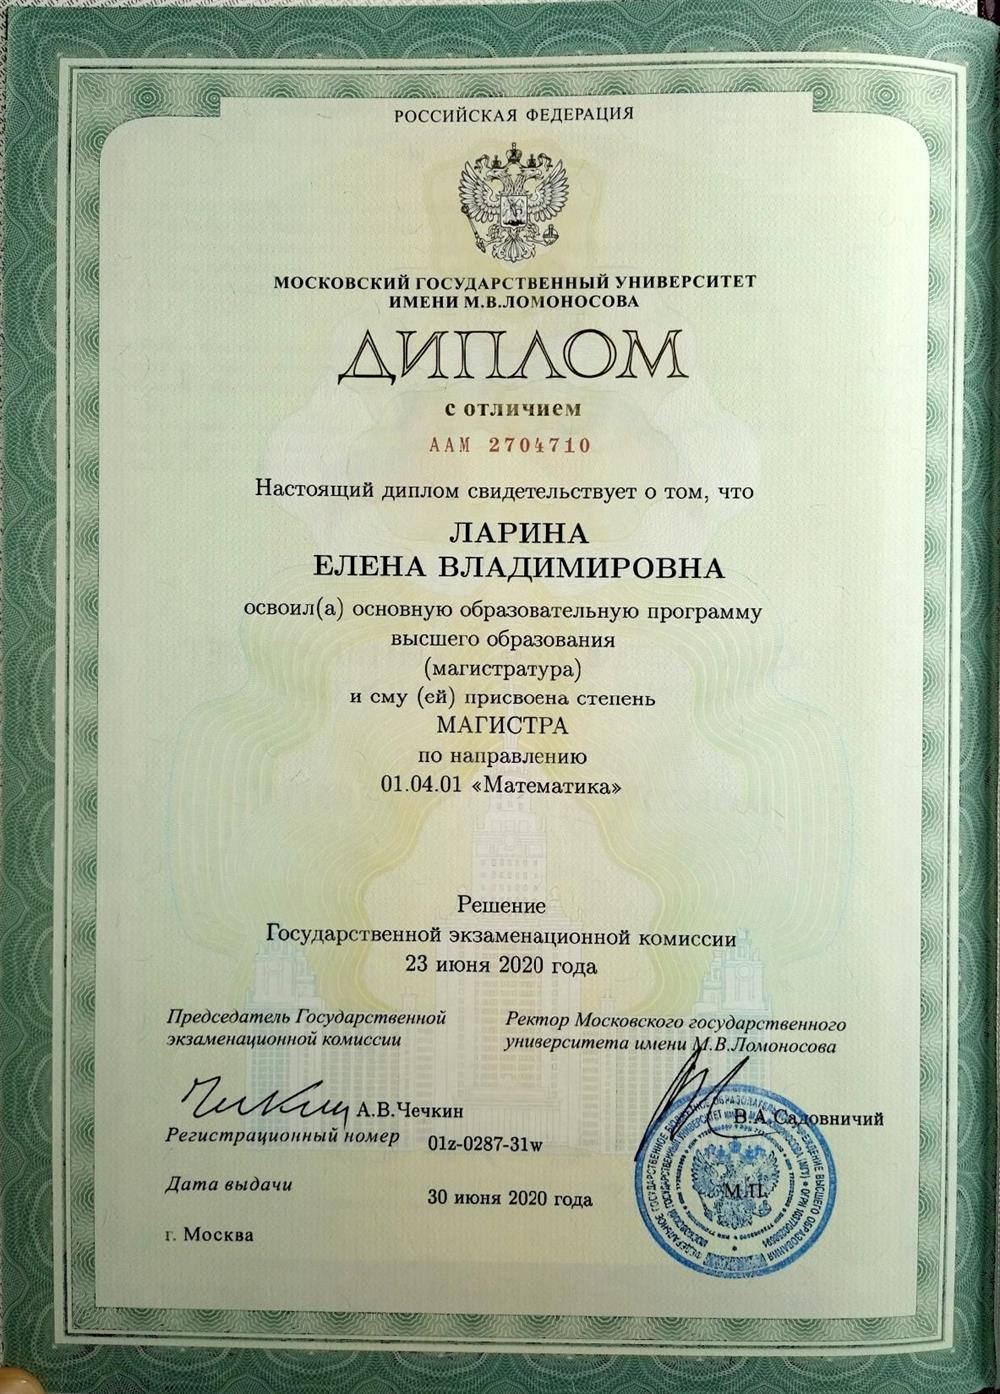 РОССИЙСКАЯ ФЕДЕРАЦИЯ
МОСКОВСКИЙ ГОСУДАРСТВЕННЫЙ УНИВЕРСИТЕТ
ИМЕНИ М.В.ЛОМОНОСОВА
ДИПЛОМ
с отличием
ААМ 2704710
Настоящий диплом свидетельствует о том, что
ЛАРИНА
ЕЛЕНА ВЛАДИМИРОВНА
освоил(а) основную образовательную программу
высшего образования
(магистратура)
и ему (ей) присвоена степень
МАГИСТРА
по направлению
01.04.01 «Математика»
Решение
Государственной экзаменационной комиссии
23 июня 2020 года
Председатель Государственной
экзаменационной комиссии
Ректор Московского государственного
университета имени М.В.Ломоносова
А.В.Чечкин
В.А.Садовничий
Регистрационный номер 01z-0287-31w
М.П.
Дата выдачи 30 июня 2020 года
г. Москва